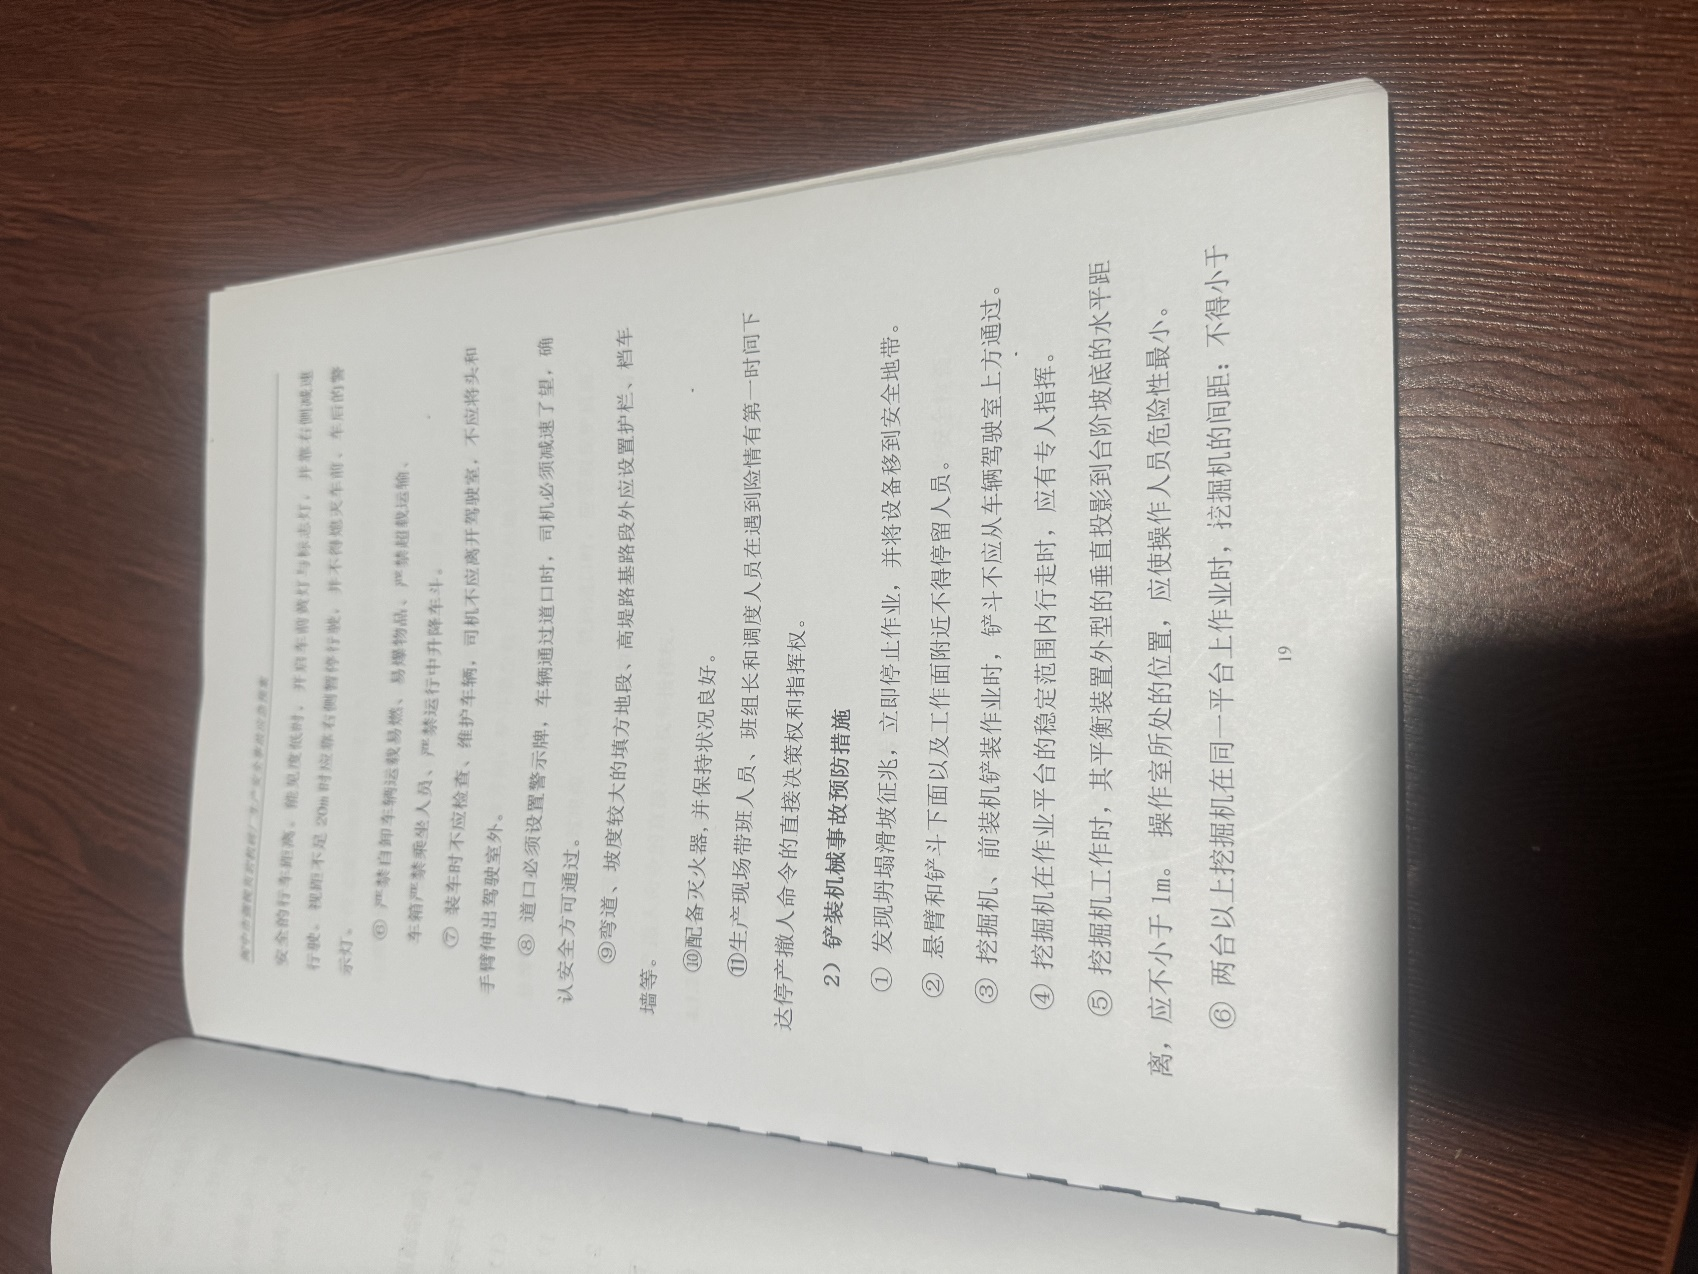 安全的行车距离。能见度低时，开启车前黄灯与标志灯，并靠右侧减速
行驶。视距不足 20m 时应靠右侧暂停行驶，并不得熄灭车前、车后的警
示灯。
⑥ 严禁自卸车辆运载易燃、易爆物品、严禁超载运输、
车箱严禁乘坐人员、严禁运行中升降车斗。
⑦ 装车时不应检查、维护车辆，司机不应离开驾驶室，不应将头和
手臂伸出驾驶室外。
⑧ 道口必须设置警示牌，车辆通过道口时，司机必须减速了望，确
认安全方可通过。
⑨弯道、坡度较大的填方地段、高堤路基路段外应设置护栏、档车
墙等。
⑩配备灭火器,并保持状况良好。
⑪生产现场带班人员、班组长和调度人员在遇到险情有第一时间下
达停产撤人命令的直接决策权和指挥权。
2）铲装机械事故预防措施
① 发现坍塌滑坡征兆，立即停止作业，并将设备移到安全地带。
② 悬臂和铲斗下面以及工作面附近不得停留人员。
③ 挖掘机、前装机铲装作业时，铲斗不应从车辆驾驶室上方通过。
④ 挖掘机在作业平台的稳定范围内行走时，应有专人指挥。
⑤ 挖掘机工作时，其平衡装置外型的垂直投影到台阶坡底的水平距
离，应不小于 1m。 操作室所处的位置，应使操作人员危险性最小。
⑥ 两台以上挖掘机在同一平台上作业时，挖掘机的间距：不得小于
19